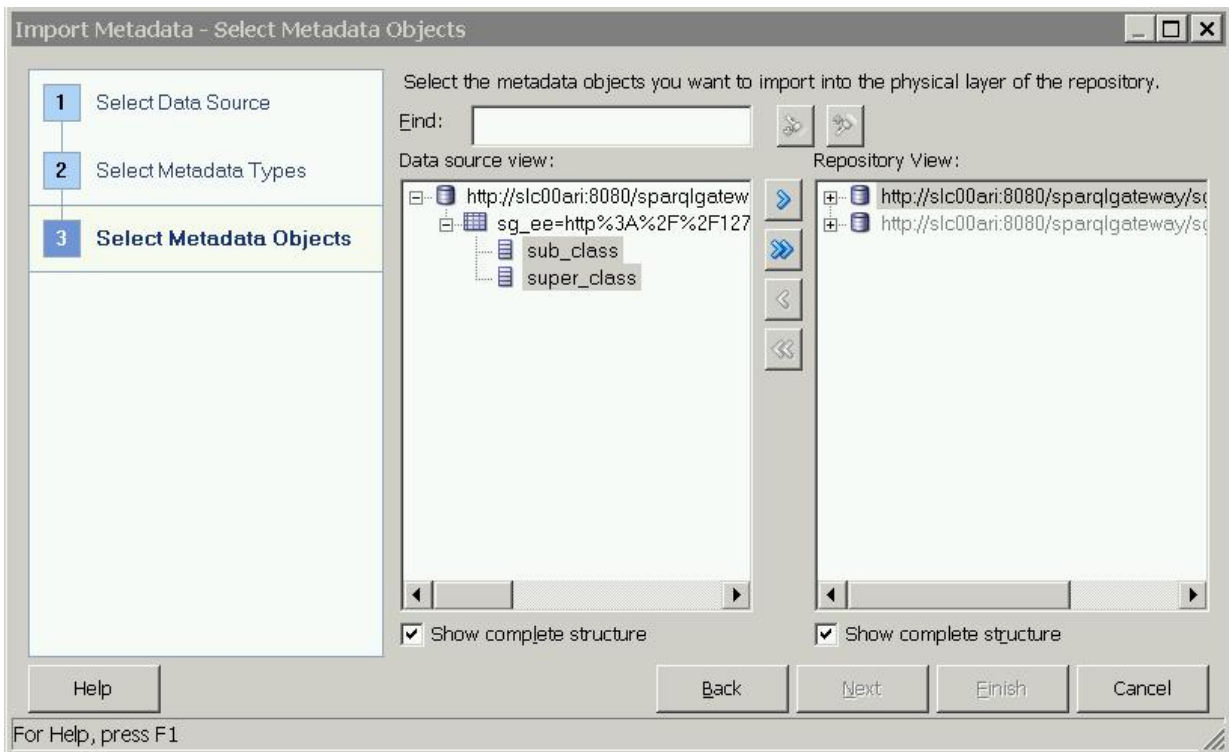 Import Metadata - Select Metadata Objects
1 Select Data Source
2 Select Metadata Types
3 Select Metadata Objects
Select the metadata objects you want to import into the physical layer of the repository.
Find:
Data source view:
http://slc00ari:8080/sparqlgatew
sg_ee=http%3A%2F%2F127
sub_class
super_class
Show complete structure
Repository View:
http://slc00ari:8080/sparqlgateway/sg
http://slc00ari:8080/sparqlgateway/sg
Show complete structure
Help
Back
Next
Finish
Cancel
For Help, press F1